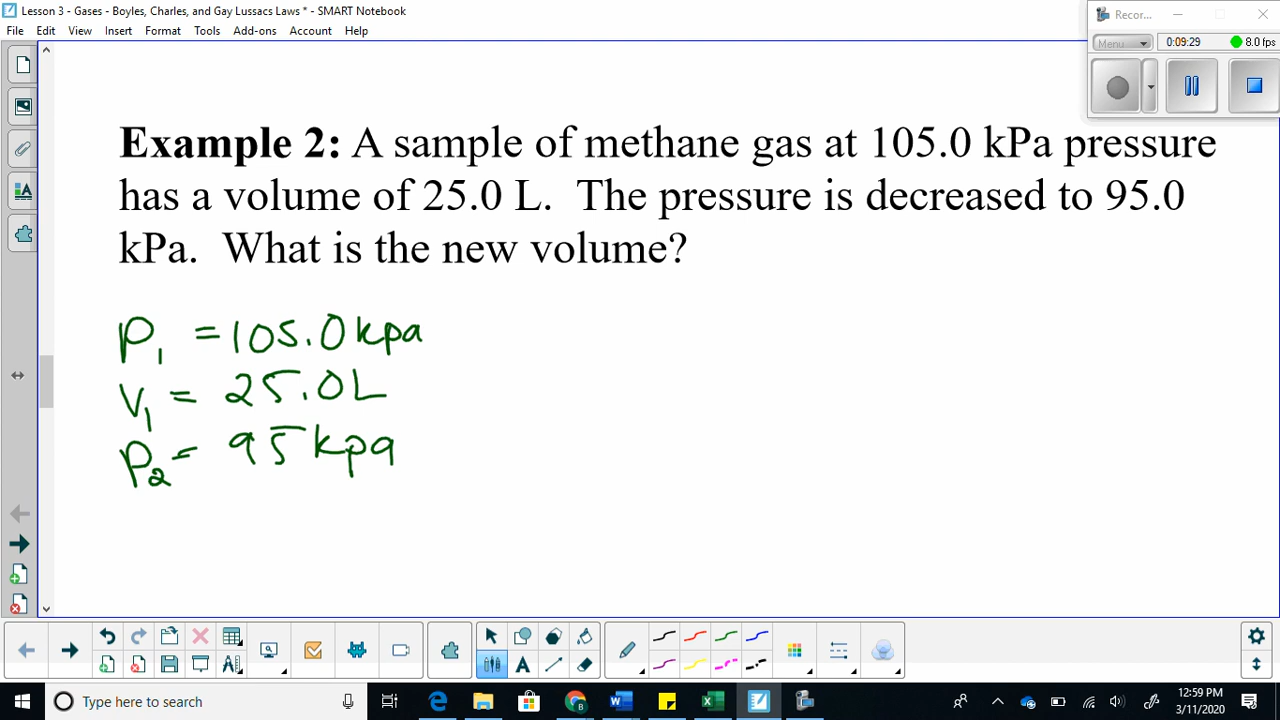 Lesson 3 - Gases - Boyles, Charles, and Gay Lussacs Laws * - SMART Notebook
File Edit View Insert Format Tools Add-ons Account Help
Recor...
Menu
0:09:29
8.0 fps
Example 2: A sample of methane gas at 105.0 kPa pressure
has a volume of 25.0 L. The pressure is decreased to 95.0
kPa. What is the new volume?
P1 = 105.0 kpa
V1 = 25.0 L
P2 = 95 kpa
Type here to search
12:59 PM
3/11/2020